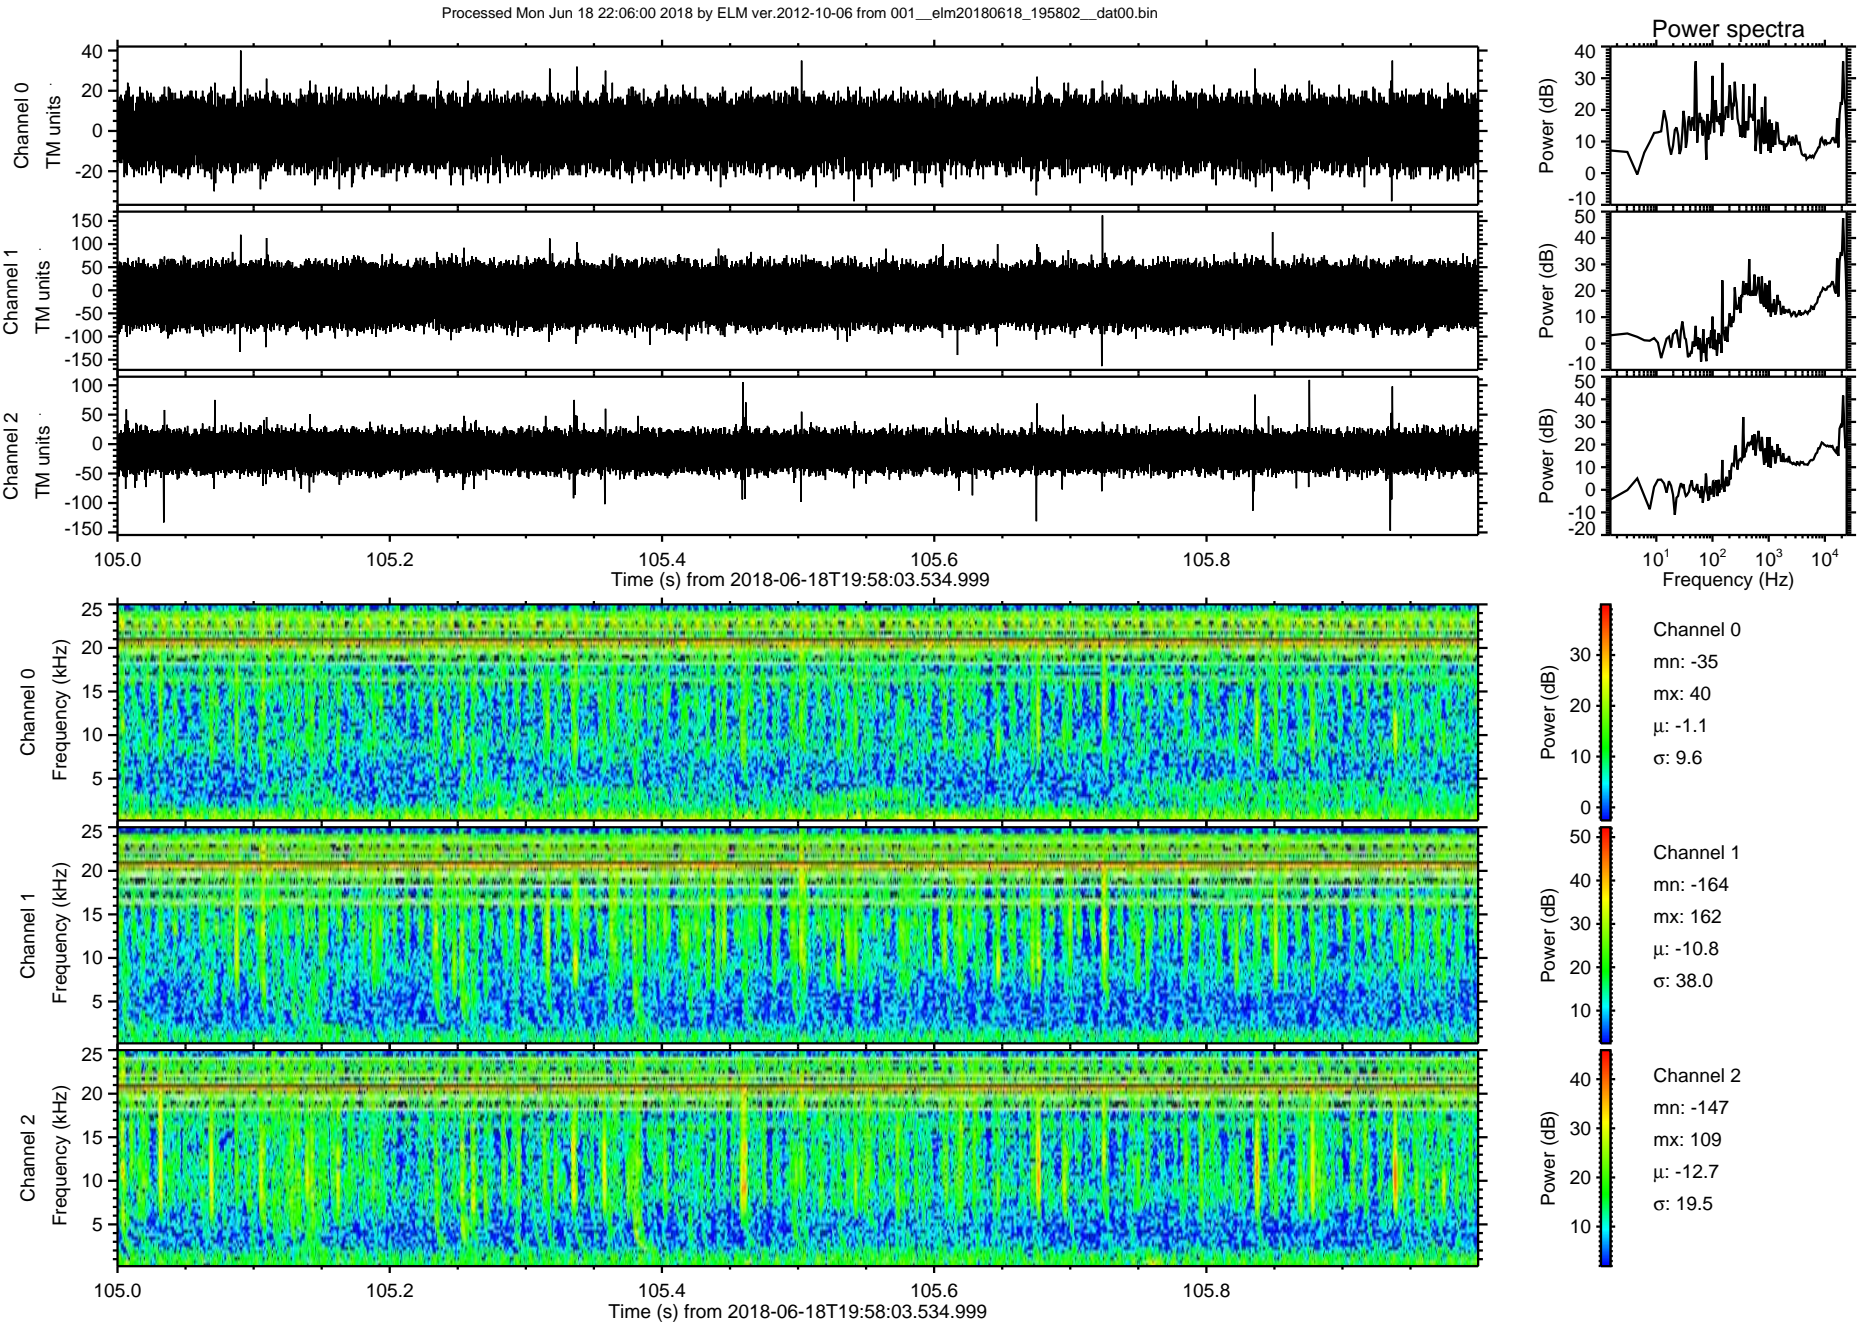 Processed Mon Jun 18 22:06:00 2018 by ELM ver.2012-10-06 from 001__elm20180618_195802__dat00.bin
Power spectra
Channel 0
TM units
40
20
0
-20
Power (dB)
40
30
20
10
0
-10
Channel 1
TM units
150
100
50
0
-50
-100
-150
Power (dB)
50
40
30
20
10
0
-10
Channel 2
TM units
100
50
0
-50
-100
-150
Power (dB)
50
40
30
20
10
0
-10
-20
105.0 105.2 105.4 105.6 105.8
Time (s) from 2018-06-18T19:58:03.534.999
10^1 10^2 10^3 10^4
Frequency (Hz)
Channel 0
Frequency (kHz)
25
20
15
10
5
Power (dB)
30
20
10
0
Channel 0
mn: -35
mx: 40
μ: -1.1
σ: 9.6
Channel 1
Frequency (kHz)
25
20
15
10
5
Power (dB)
50
40
30
20
10
Channel 1
mn: -164
mx: 162
μ: -10.8
σ: 38.0
Channel 2
Frequency (kHz)
25
20
15
10
5
Power (dB)
40
30
20
10
Channel 2
mn: -147
mx: 109
μ: -12.7
σ: 19.5
105.0 105.2 105.4 105.6 105.8
Time (s) from 2018-06-18T19:58:03.534.999